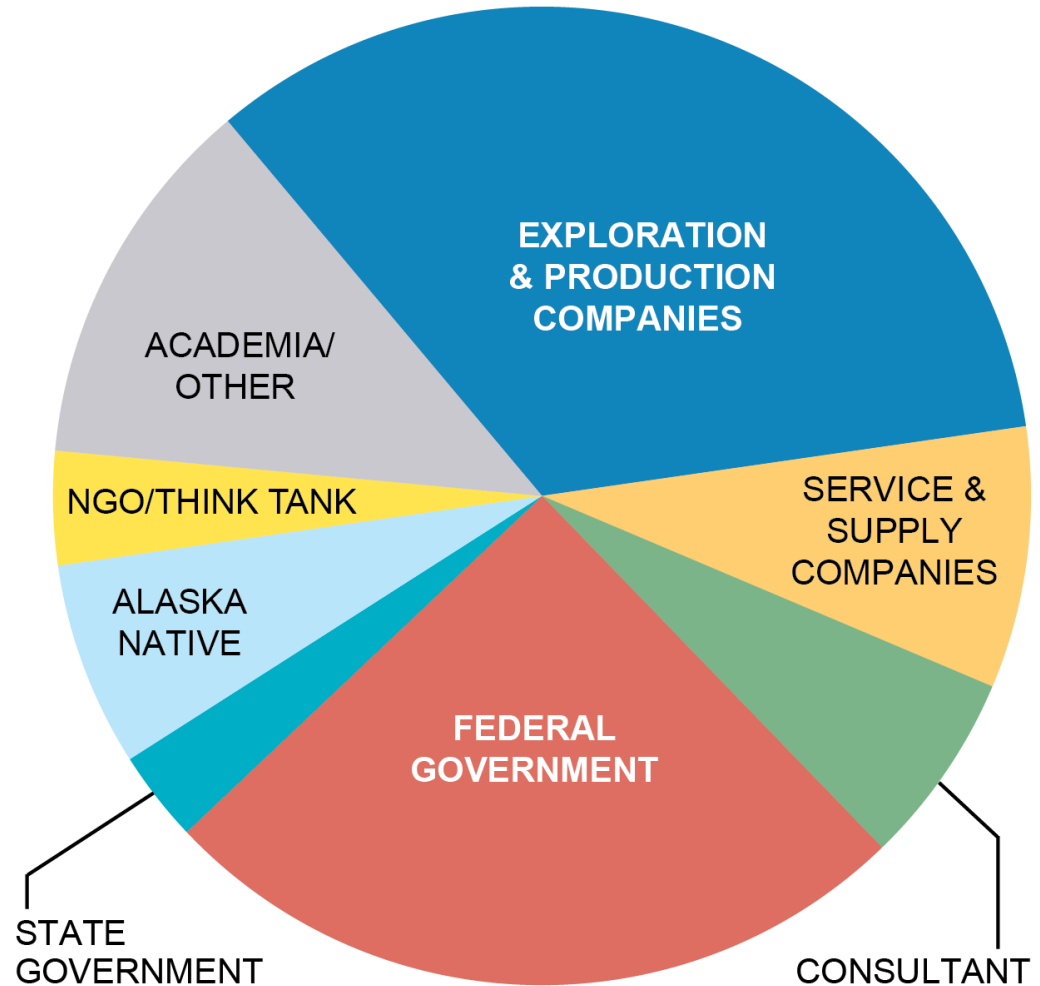 EXPLORATION
& PRODUCTION
COMPANIES
ACADEMIA/
OTHER
NGO/THINK TANK
SERVICE &
SUPPLY
COMPANIES
ALASKA
NATIVE
FEDERAL
GOVERNMENT
STATE
GOVERNMENT
CONSULTANT